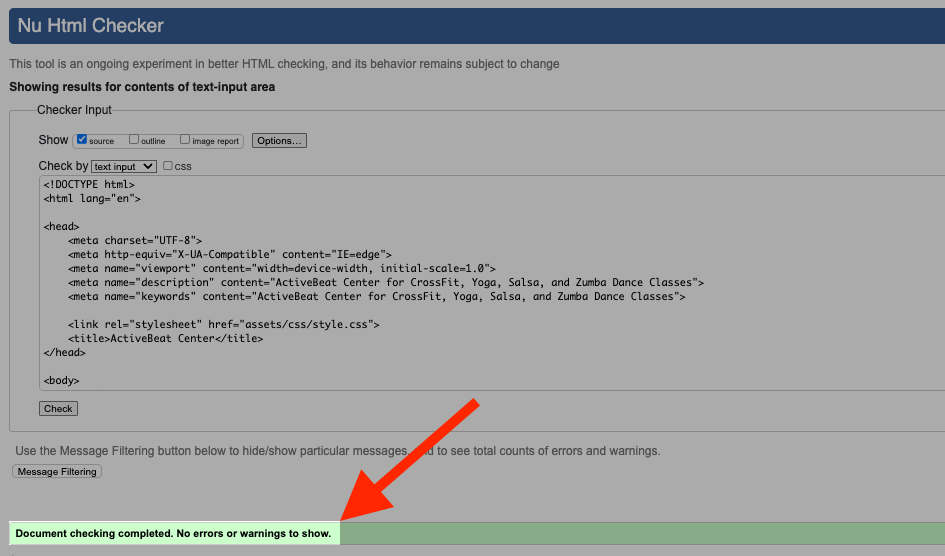 Nu Html Checker
This tool is an ongoing experiment in better HTML checking, and its behavior remains subject to change
Showing results for contents of text-input area
Checker Input
Show source outline image report Options...
Check by text input css
<!DOCTYPE html>
<html lang="en">
<head>
<meta charset="UTF-8">
<meta http-equiv="X-UA-Compatible" content="IE=edge">
<meta name="viewport" content="width=device-width, initial-scale=1.0">
<meta name="description" content="ActiveBeat Center for CrossFit, Yoga, Salsa, and Zumba Dance Classes">
<meta name="keywords" content="ActiveBeat Center for CrossFit, Yoga, Salsa, and Zumba Dance Classes">
<link rel="stylesheet" href="assets/css/style.css">
<title>ActiveBeat Center</title>
</head>
<body>
Check
Use the Message Filtering button below to hide/show particular messages, and to see total counts of errors and warnings.
Message Filtering
Document checking completed. No errors or warnings to show.